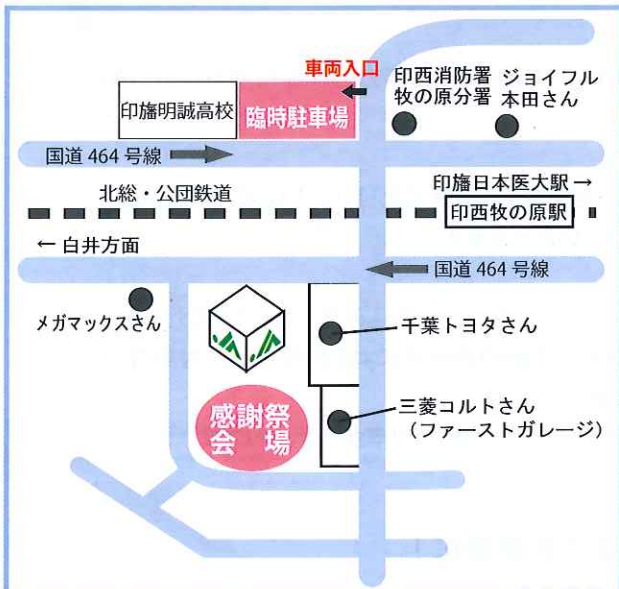 車両入口
印旛明誠高校
臨時駐車場
印西消防署
牧の原分署
ジョイフル
本田さん
国道464号線
北総・公団鉄道
印旛日本医大駅→
印西牧の原駅
←白井方面
国道464号線
メガマックスさん
JA
JA
千葉トヨタさん
感謝祭
会場
三菱コルトさん
（ファーストガレージ）